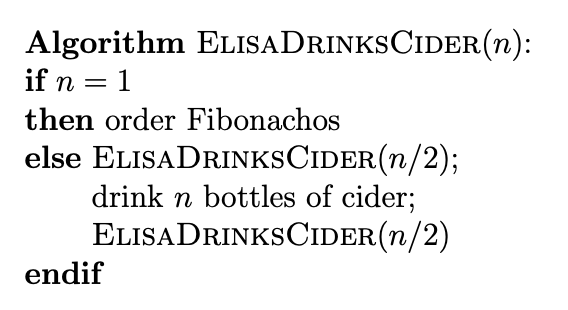 Algorithm ElisaDrinksCider(n):
if n = 1
then order Fibonachos
else ElisaDrinksCider(n/2);
drink n bottles of cider;
ElisaDrinksCider(n/2)
endif